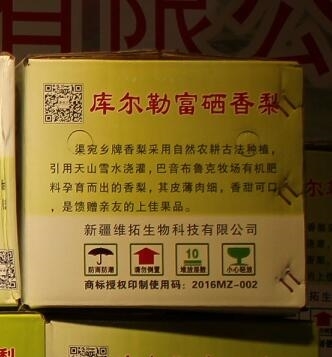 有限公
库尔勒富硒香梨
渠宛乡牌香梨采用自然农耕古法种植,
引用天山雪水浇灌,巴音布鲁克牧场有机肥
料孕育而出的香梨,其皮薄肉细,香甜可口,
是馈赠亲友的上佳果品。
新疆维拓生物科技有限公司
10
防雨防潮 请勿倒置 堆放层数 小心轻放
商标授权印制使用码:2016MZ-002
梨